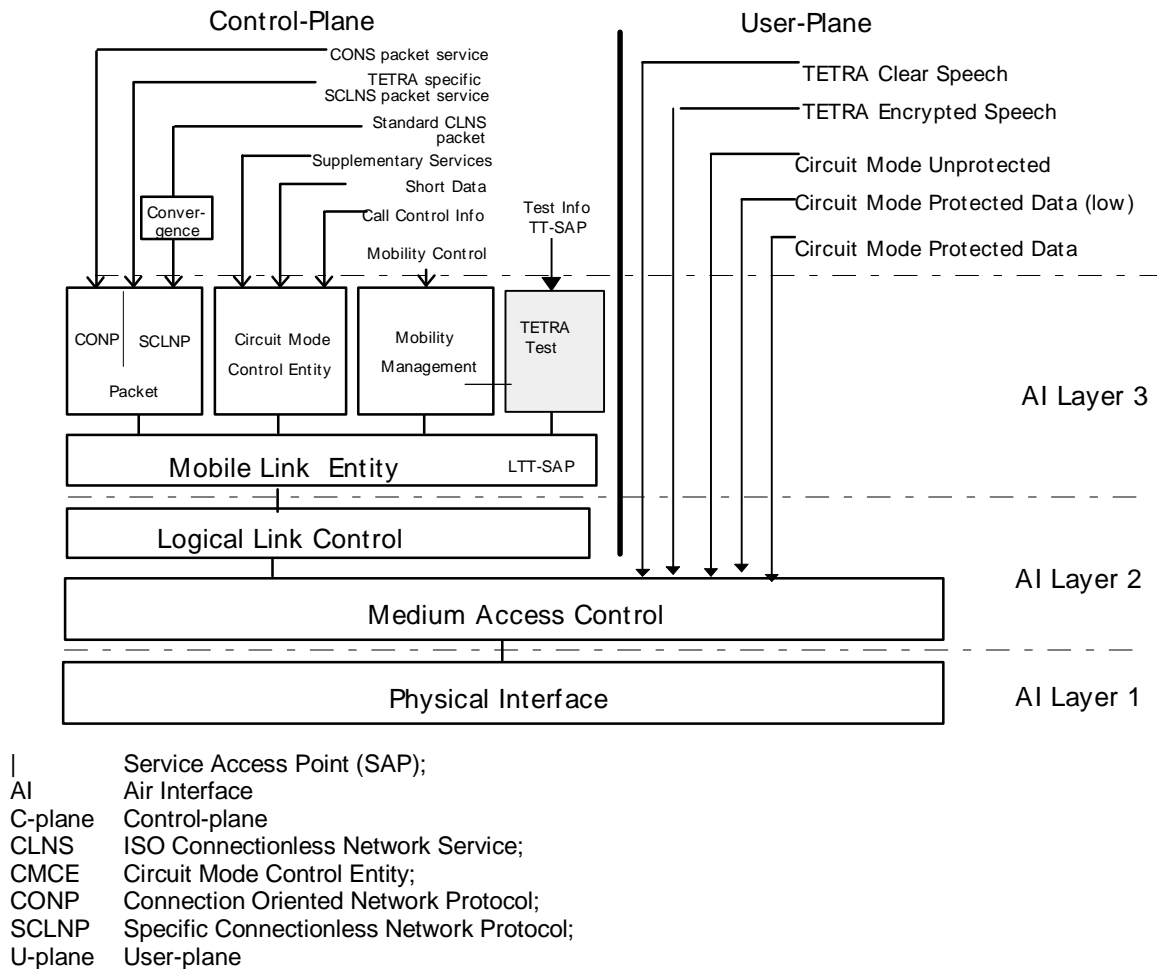 Control-Plane
User-Plane
CONS packet service
TETRA specific
SCLNS packet service
Standard CLNS
packet
Supplementary Services
Short Data
Call Control Info
Mobility Control
Conver-
gence
Test Info
TT-SAP
TETRA Clear Speech
TETRA Encrypted Speech
Circuit Mode Unprotected
Circuit Mode Protected Data (low)
Circuit Mode Protected Data
CONP
SCLNP
Packet
Circuit Mode
Control Entity
Mobility
Management
TETRA
Test
AI Layer 3
Mobile Link Entity
LTT-SAP
Logical Link Control
AI Layer 2
Medium Access Control
Physical Interface
AI Layer 1
| Service Access Point (SAP);
AI Air Interface
C-plane Control-plane
CLNS ISO Connectionless Network Service;
CMCE Circuit Mode Control Entity;
CONP Connection Oriented Network Protocol;
SCLNP Specific Connectionless Network Protocol;
U-plane User-plane